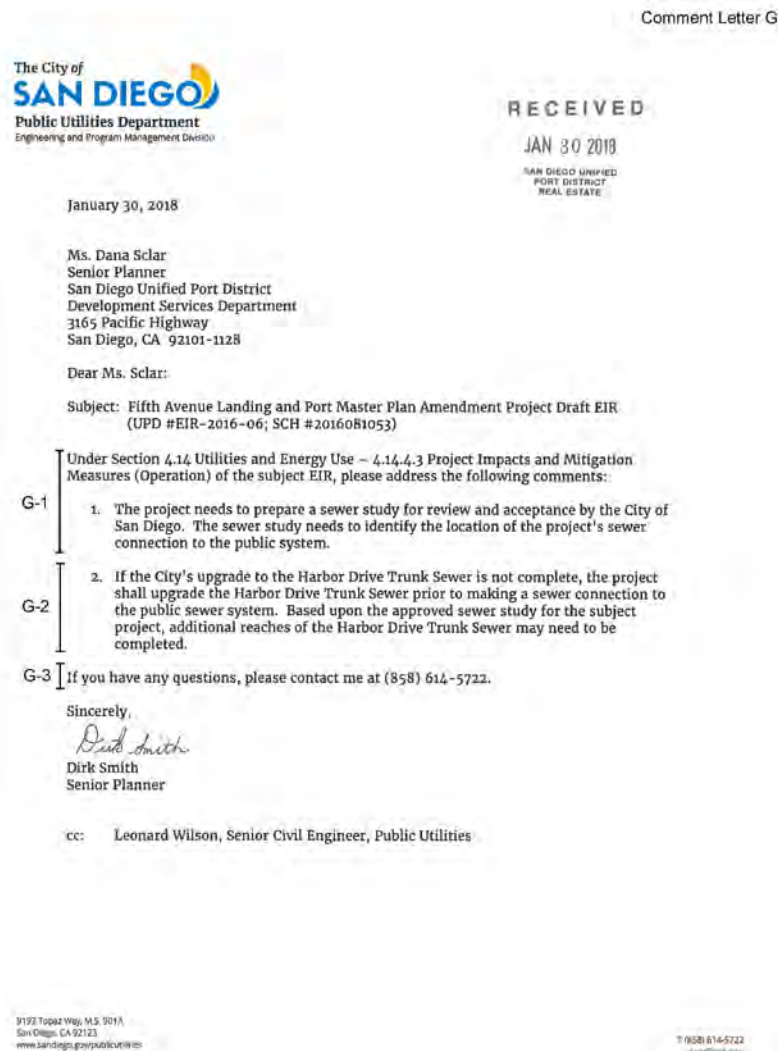 Comment Letter G
The City of
SAN DIEGO
Public Utilities Department
Engineering and Program Management Division
RECEIVED
JAN 30 2018
SAN DIEGO UNIFIED
PORT DISTRICT
REAL ESTATE
January 30, 2018
Ms. Dana Sclar
Senior Planner
San Diego Unified Port District
Development Services Department
3165 Pacific Highway
San Diego, CA 92101-1128
Dear Ms. Sclar:
Subject: Fifth Avenue Landing and Port Master Plan Amendment Project Draft EIR
(UPD #EIR-2016-06; SCH #2016081053)
Under Section 4.14 Utilities and Energy Use – 4.14.4.3 Project Impacts and Mitigation
Measures (Operation) of the subject EIR, please address the following comments:
G-1
1. The project needs to prepare a sewer study for review and acceptance by the City of
San Diego. The sewer study needs to identify the location of the project's sewer
connection to the public system.
2. If the City's upgrade to the Harbor Drive Trunk Sewer is not complete, the project
shall upgrade the Harbor Drive Trunk Sewer prior to making a sewer connection to
G-2
the public sewer system. Based upon the approved sewer study for the subject
project, additional reaches of the Harbor Drive Trunk Sewer may need to be
completed.
G-3 If you have any questions, please contact me at (858) 614-5722.
Sincerely,
Dirk Smith
Dirk Smith
Senior Planner
cc: Leonard Wilson, Senior Civil Engineer, Public Utilities
9192 Topaz Way, M.S. 901A
San Diego, CA 92123
www.sandiego.gov/publicutilities
T (858) 614-5722